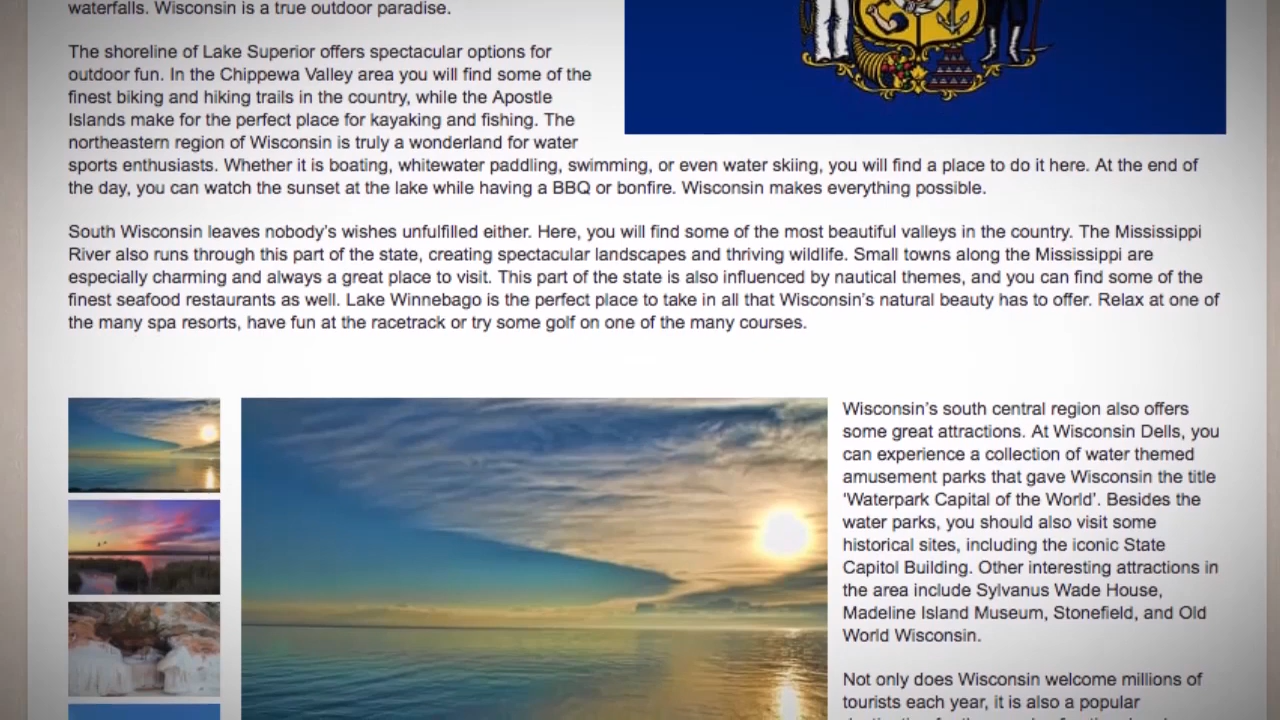 waterfalls. Wisconsin is a true outdoor paradise.
The shoreline of Lake Superior offers spectacular options for
outdoor fun. In the Chippewa Valley area you will find some of the
finest biking and hiking trails in the country, while the Apostle
Islands make for the perfect place for kayaking and fishing. The
northeastern region of Wisconsin is truly a wonderland for water
sports enthusiasts. Whether it is boating, whitewater paddling, swimming, or even water skiing, you will find a place to do it here. At the end of
the day, you can watch the sunset at the lake while having a BBQ or bonfire. Wisconsin makes everything possible.
South Wisconsin leaves nobody’s wishes unfulfilled either. Here, you will find some of the most beautiful valleys in the country. The Mississippi
River also runs through this part of the state, creating spectacular landscapes and thriving wildlife. Small towns along the Mississippi are
especially charming and always a great place to visit. This part of the state is also influenced by nautical themes, and you can find some of the
finest seafood restaurants as well. Lake Winnebago is the perfect place to take in all that Wisconsin’s natural beauty has to offer. Relax at one of
the many spa resorts, have fun at the racetrack or try some golf on one of the many courses.
Wisconsin’s south central region also offers
some great attractions. At Wisconsin Dells, you
can experience a collection of water themed
amusement parks that gave Wisconsin the title
‘Waterpark Capital of the World’. Besides the
water parks, you should also visit some
historical sites, including the iconic State
Capitol Building. Other interesting attractions in
the area include Sylvanus Wade House,
Madeline Island Museum, Stonefield, and Old
World Wisconsin.
Not only does Wisconsin welcome millions of
tourists each year, it is also a popular